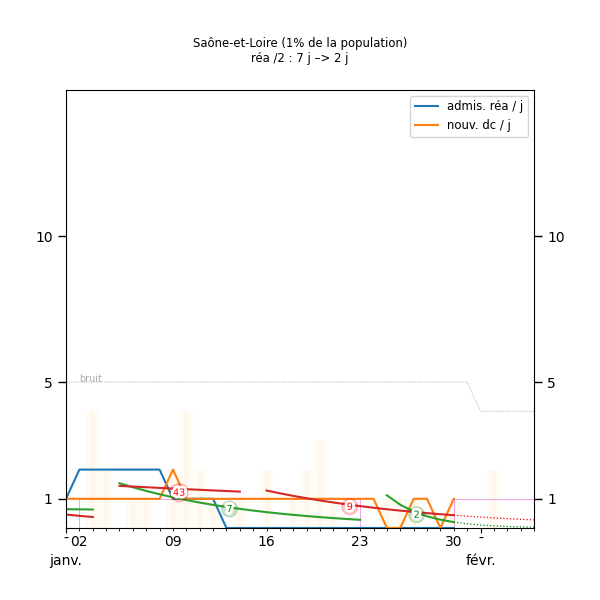 Saône-et-Loire (1% de la population)
réa /2 : 7 j –> 2 j
admis. réa / j
nouv. dc / j
10
10
bruit
5
5
43
7
9
2
1
1
02
09
16
23
30
-
janv.
févr.